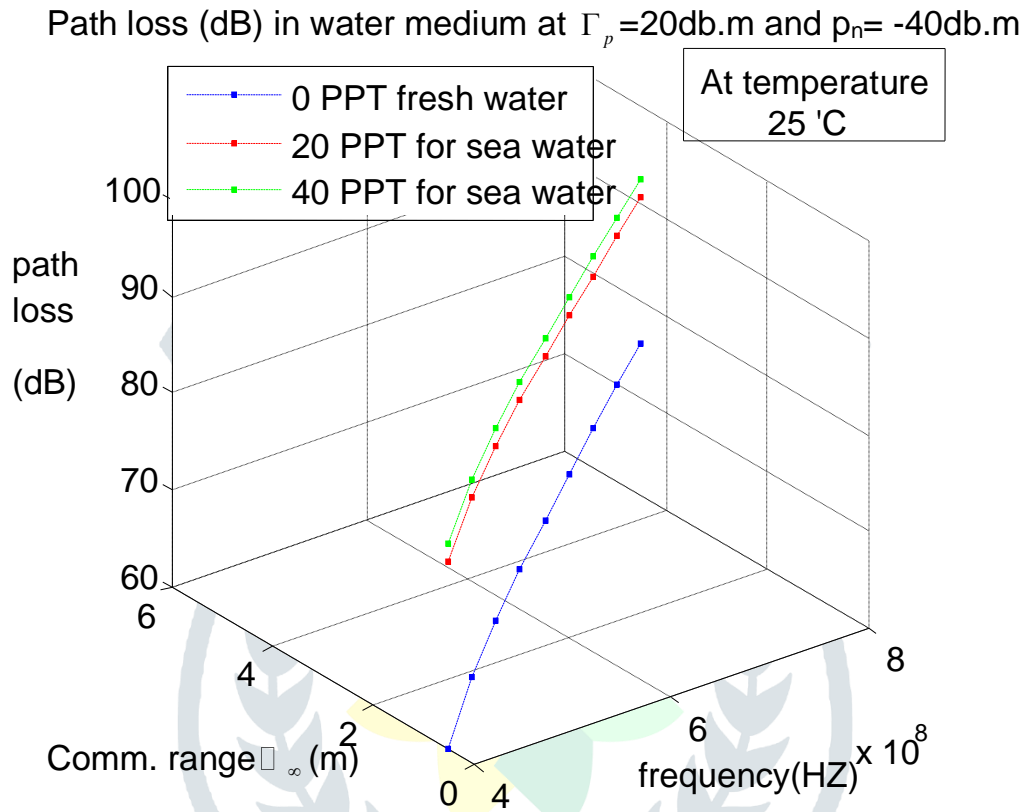 Path loss (dB) in water medium at Γp=20db.m and pn= -40db.m
0 PPT fresh water
20 PPT for sea water
40 PPT for sea water
At temperature
25 'C
path
loss
(dB)
100
90
80
70
60
6
4
2
0
Comm. range□ ∞ (m)
4
6
8
x 10^8
frequency(HZ)